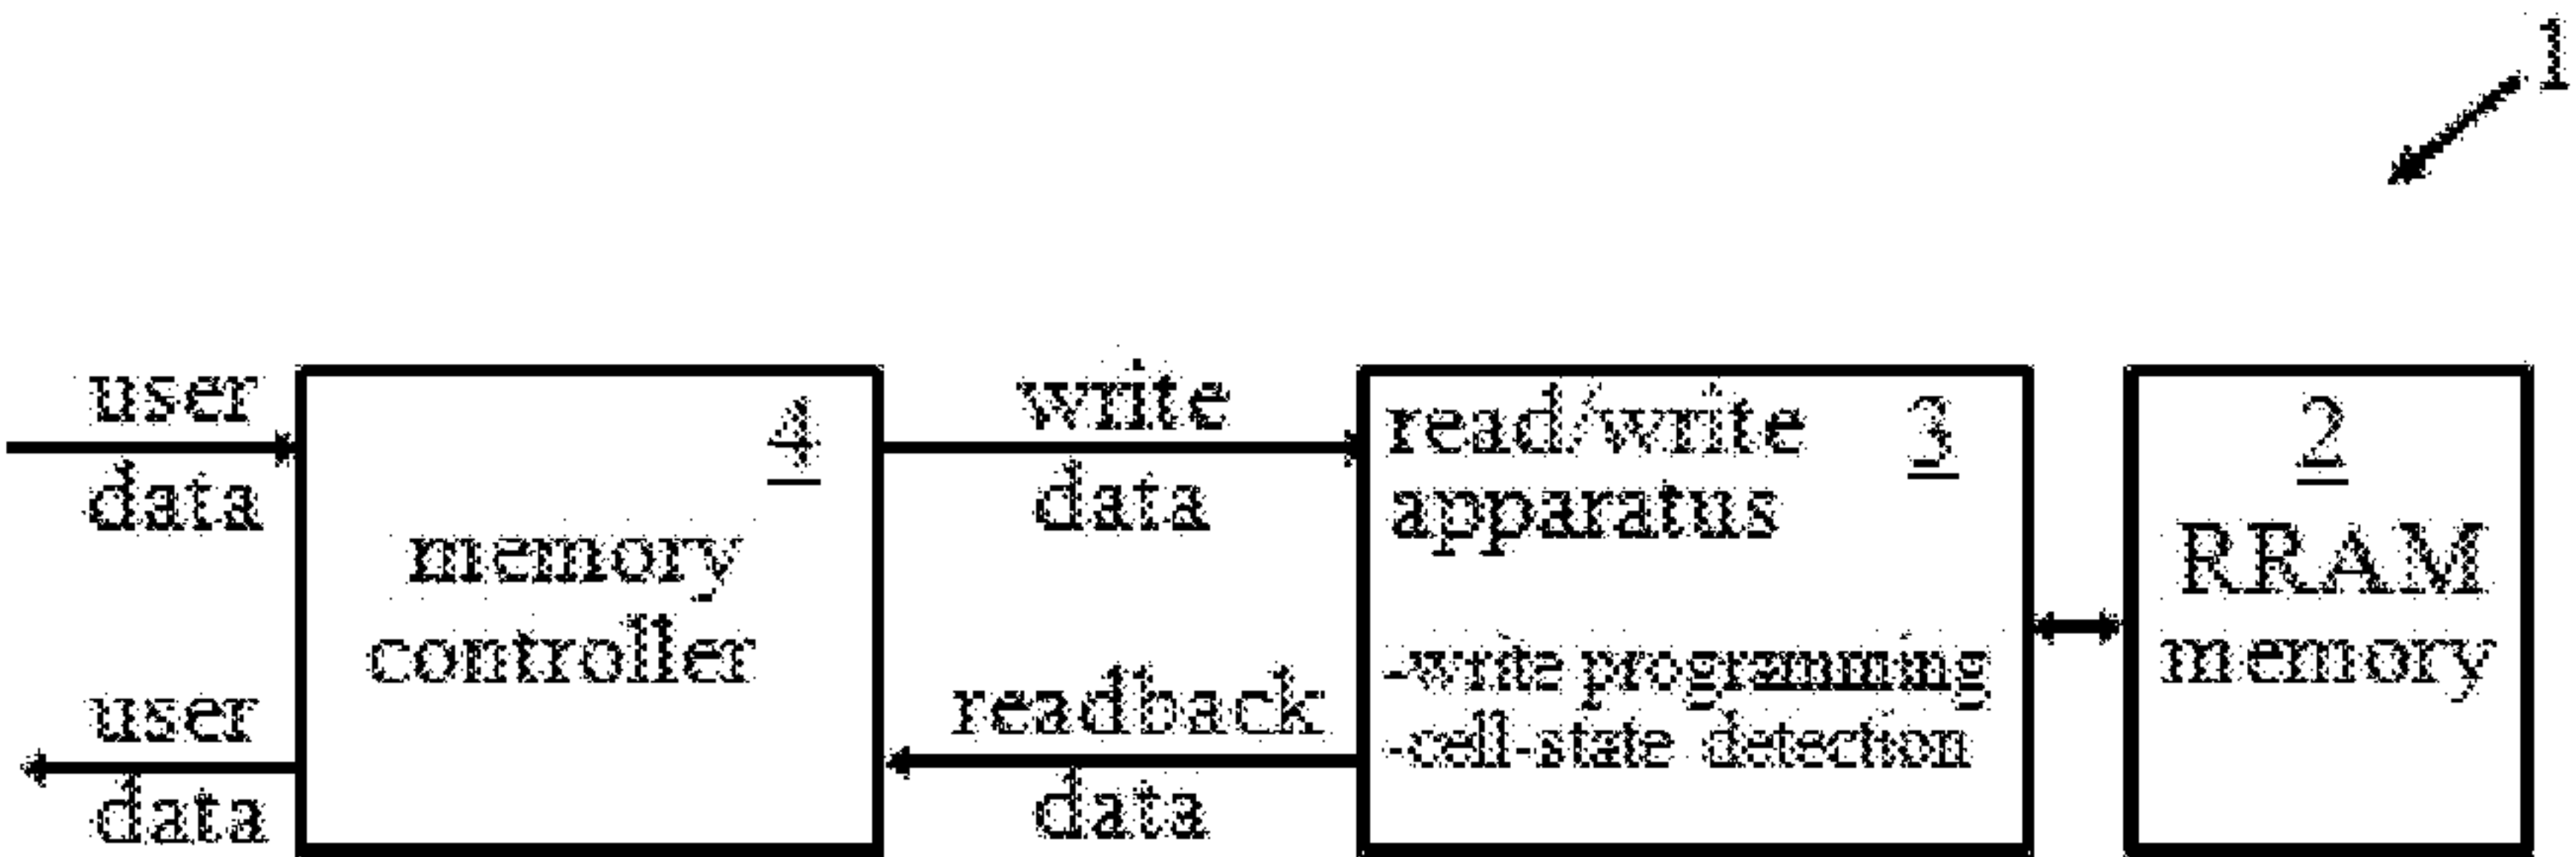 1
user
data
4
memory
controller
user
data
write
data
readback
data
read/write
apparatus
3
-write programming
-cell-state detection
2
RRAM
memory